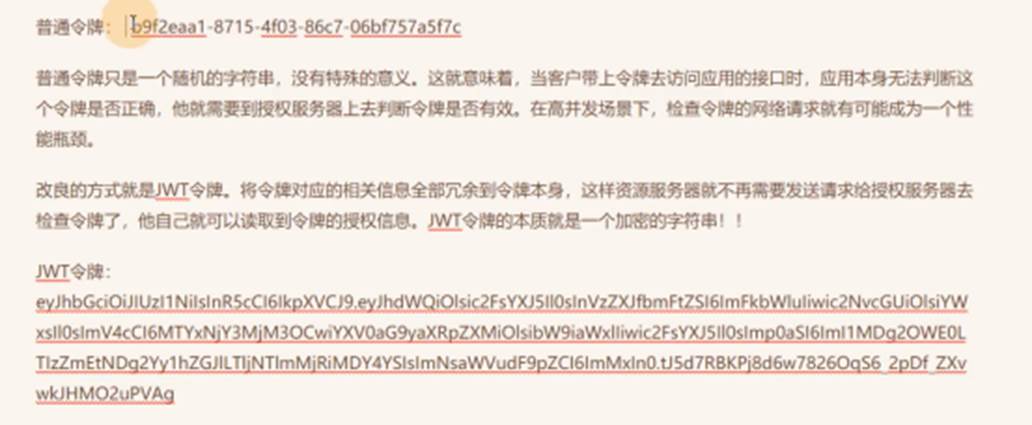 普通令牌： b9f2eaa1-8715-4f03-86c7-06bf757a5f7c
普通令牌只是一个随机的字符串，没有特殊的意义。这就意味着，当客户带上令牌去访问应用的接口时，应用本身无法判断这
个令牌是否正确，他就需要到授权服务器上去判断令牌是否有效。在高并发场景下，检查令牌的网络请求就有可能成为一个性
能瓶颈。
改良的方式就是JWT令牌。将令牌对应的相关信息全部冗余到令牌本身，这样资源服务器就不再需要发送请求给授权服务器去
检查令牌了，他自己就可以读取到令牌的授权信息。JWT令牌的本质就是一个加密的字符串！！
JWT令牌：
eyJhbGciOiJIUzI1NiIsInR5cCI6IkpXVCJ9.eyJhdWQiOlsic2FsYXJ5Il0sInVzZXJfbmFtZSI6ImFkbWluIiwic2NvcGUiOlsiYW
xsIl0sImV4cCI6MTYxNjY3MjM3OCwiYXV0aG9yaXRpZXMiOlsibW9iaWxlIiwic2FsYXJ5Il0sImp0aSI6ImI1MDg2OWE0L
TIzZmEtNDg2Yy1hZGJlLTljNTlmMjRiMDY4YSIsImNsaWVudF9pZCI6ImMxIn0.tJ5d7RBKPj8d6w7826OqS6_2pDf_ZXv
wkJHMO2uPVAg